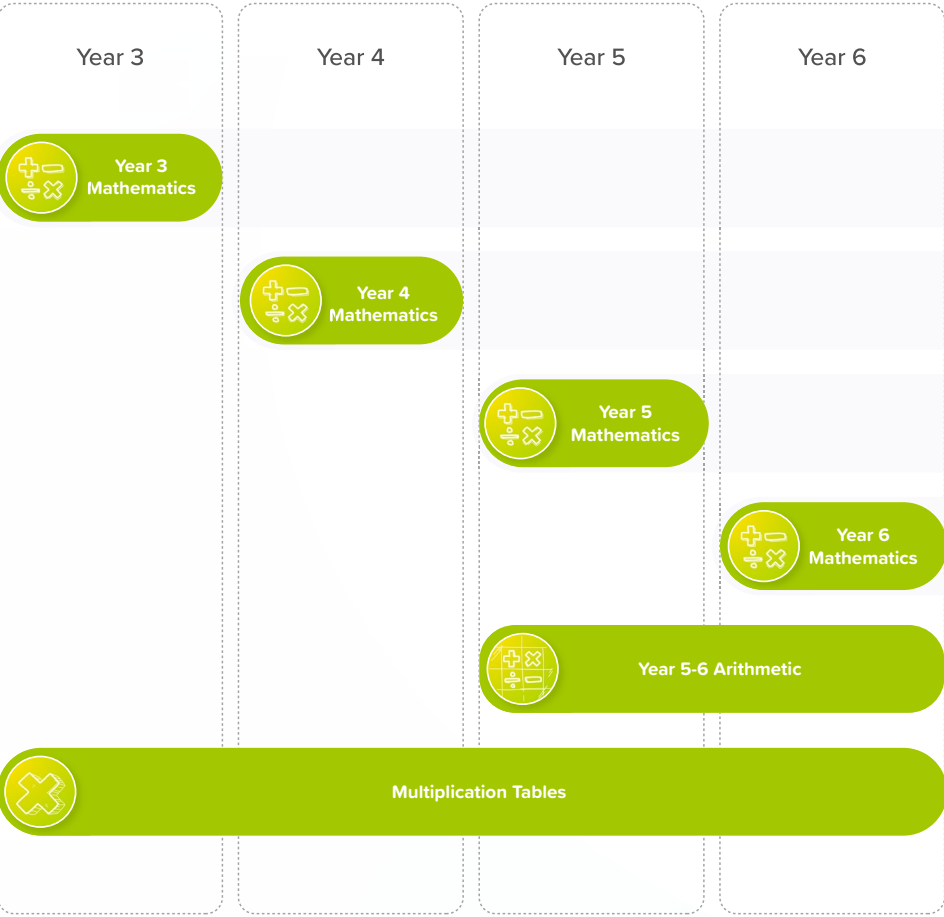 Year 3
Year 4
Year 5
Year 6
Year 3
Mathematics
Year 4
Mathematics
Year 5
Mathematics
Year 6
Mathematics
Year 5-6 Arithmetic
Multiplication Tables